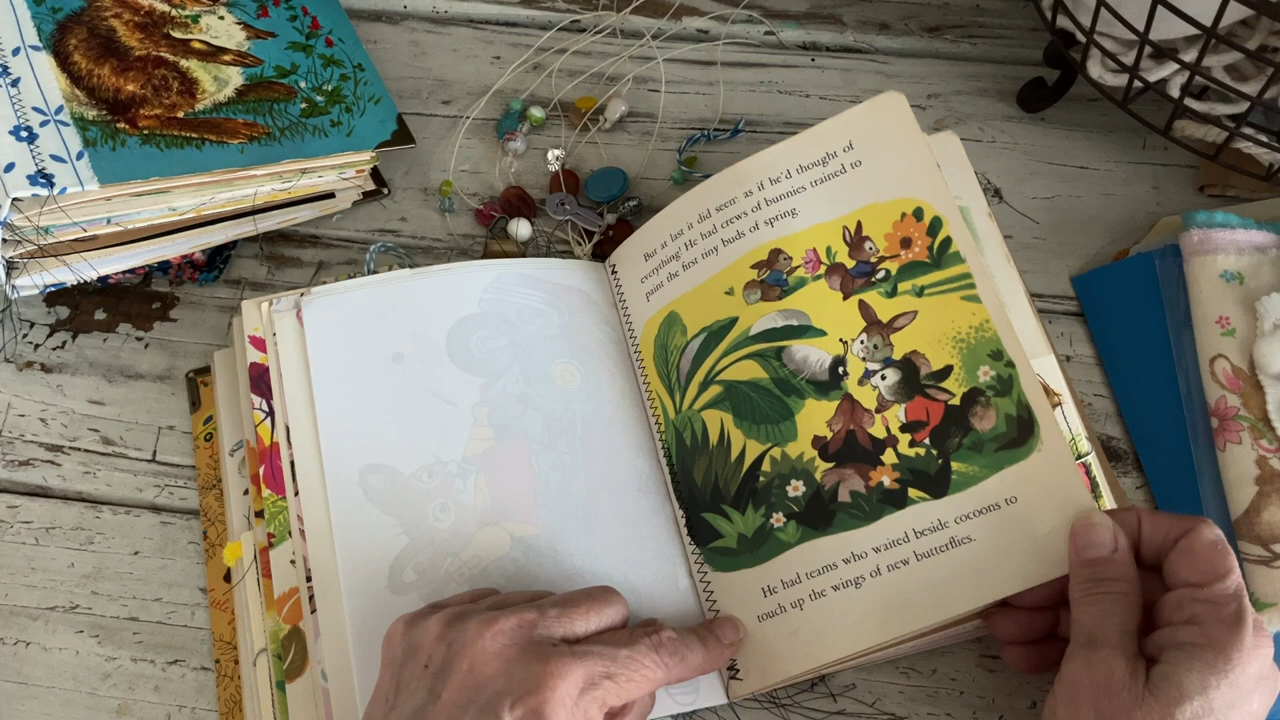 But at last it did seem as if he'd thought of
everything! He had crews of bunnies trained to
paint the first tiny buds of spring.
He had teams who waited beside cocoons to
touch up the wings of new butterflies.